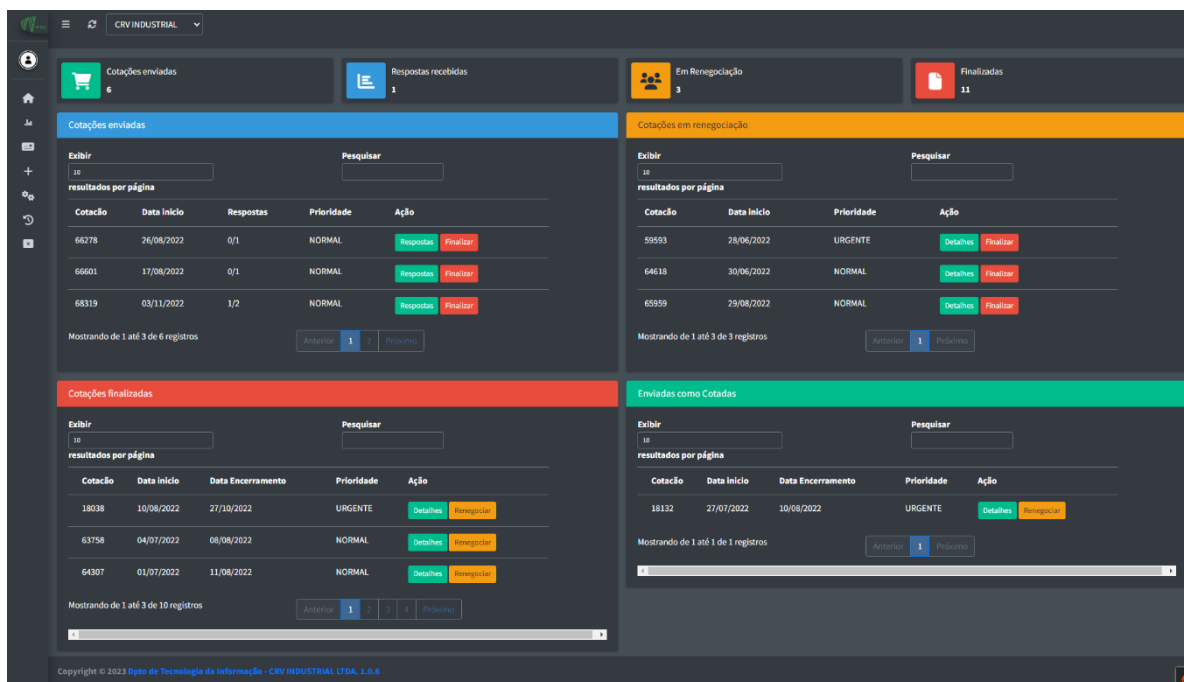 CRV INDUSTRIAL
Cotações enviadas
6
Respostas recebidas
1
Em Renegociação
3
Finalizadas
11
Cotações enviadas
Exibir
Pesquisar
10
resultados por página
Cotacão Data inicio Respostas Prioridade Ação
66278 26/08/2022 0/1 NORMAL Respostas Finalizar
66601 17/08/2022 0/1 NORMAL Respostas Finalizar
68319 03/11/2022 1/2 NORMAL Respostas Finalizar
Mostrando de 1 até 3 de 6 registros
Anterior 1 2 Próximo
Cotações em renegociação
Exibir
Pesquisar
10
resultados por página
Cotacão Data inicio Prioridade Ação
59593 28/06/2022 URGENTE Detalhes Finalizar
64618 30/06/2022 NORMAL Detalhes Finalizar
65959 29/08/2022 NORMAL Detalhes Finalizar
Mostrando de 1 até 3 de 3 registros
Anterior 1 Próximo
Cotações finalizadas
Exibir
Pesquisar
10
resultados por página
Cotacão Data inicio Data Encerramento Prioridade Ação
18038 10/08/2022 27/10/2022 URGENTE Detalhes Renegociar
63758 04/07/2022 08/08/2022 NORMAL Detalhes Renegociar
64307 01/07/2022 11/08/2022 NORMAL Detalhes Renegociar
Mostrando de 1 até 3 de 10 registros
Anterior 1 2 3 4 Próximo
Enviadas como Cotadas
Exibir
Pesquisar
10
resultados por página
Cotacão Data inicio Data Encerramento Prioridade Ação
18132 27/07/2022 10/08/2022 URGENTE Detalhes Renegociar
Mostrando de 1 até 1 de 1 registros
Anterior 1 Próximo
Copyright © 2023 Dpto de Tecnologia da Informação - CRV INDUSTRIAL LTDA. 1.0.6